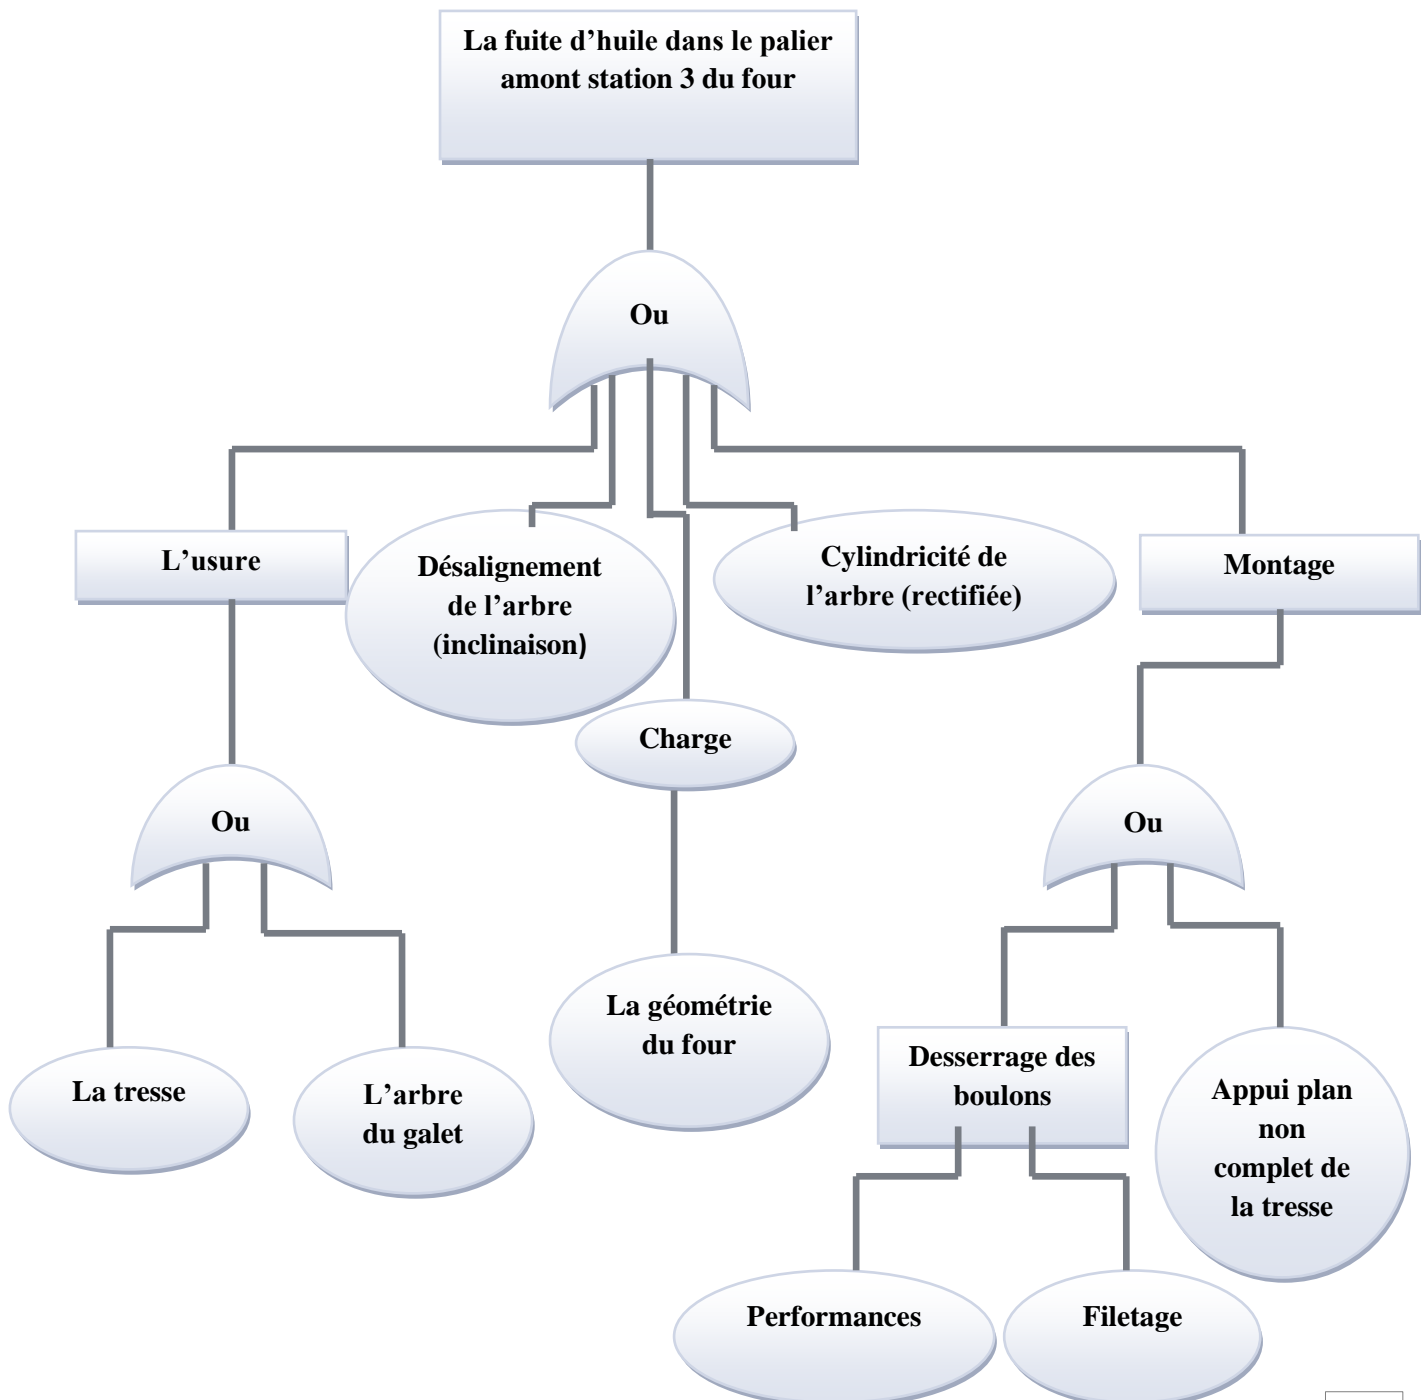 La fuite d’huile dans le palier
amont station 3 du four
Ou
L’usure
Désalignement
de l’arbre
(inclinaison)
Cylindricité de
l’arbre (rectifiée)
Montage
Charge
Ou
Ou
La tresse
L’arbre
du galet
La géométrie
du four
Desserrage des
boulons
Appui plan
non
complet de
la tresse
Performances
Filetage